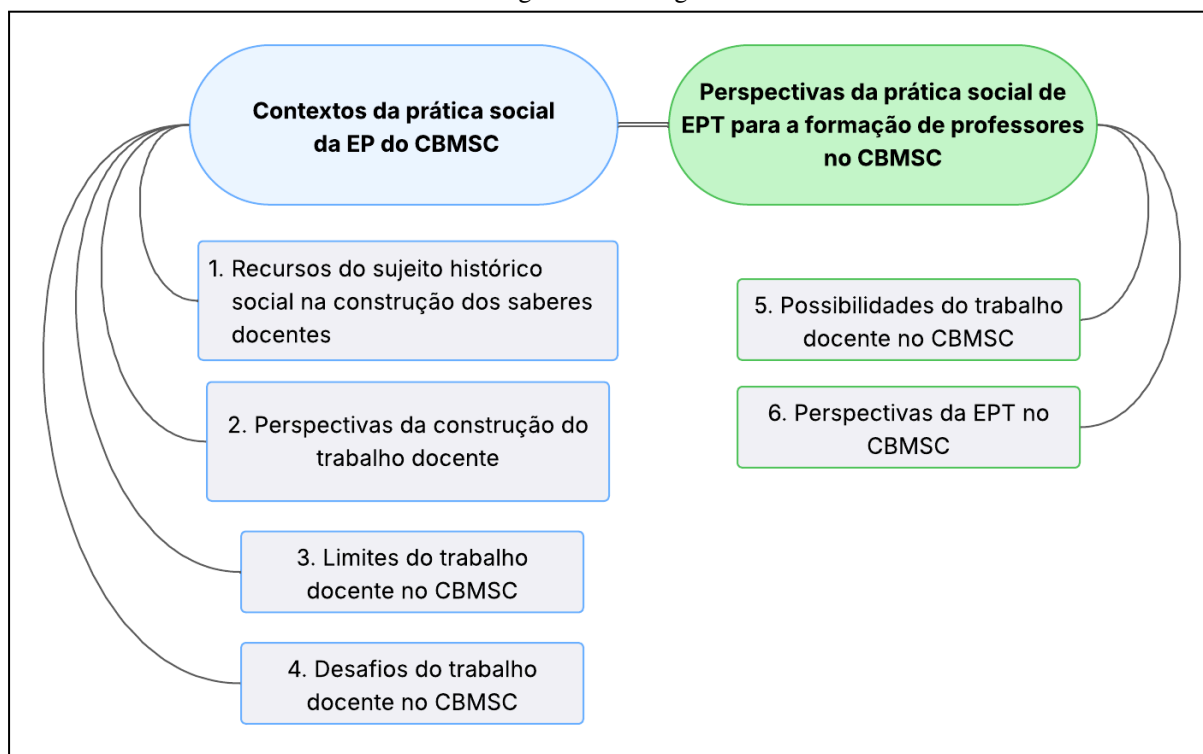 Contextos da prática social
da EP do CBMSC
Perspectivas da prática social de
EPT para a formação de professores
no CBMSC
1. Recursos do sujeito histórico
social na construção dos saberes
docentes
2. Perspectivas da construção do
trabalho docente
3. Limites do trabalho
docente no CBMSC
4. Desafios do trabalho
docente no CBMSC
5. Possibilidades do trabalho
docente no CBMSC
6. Perspectivas da EPT no
CBMSC